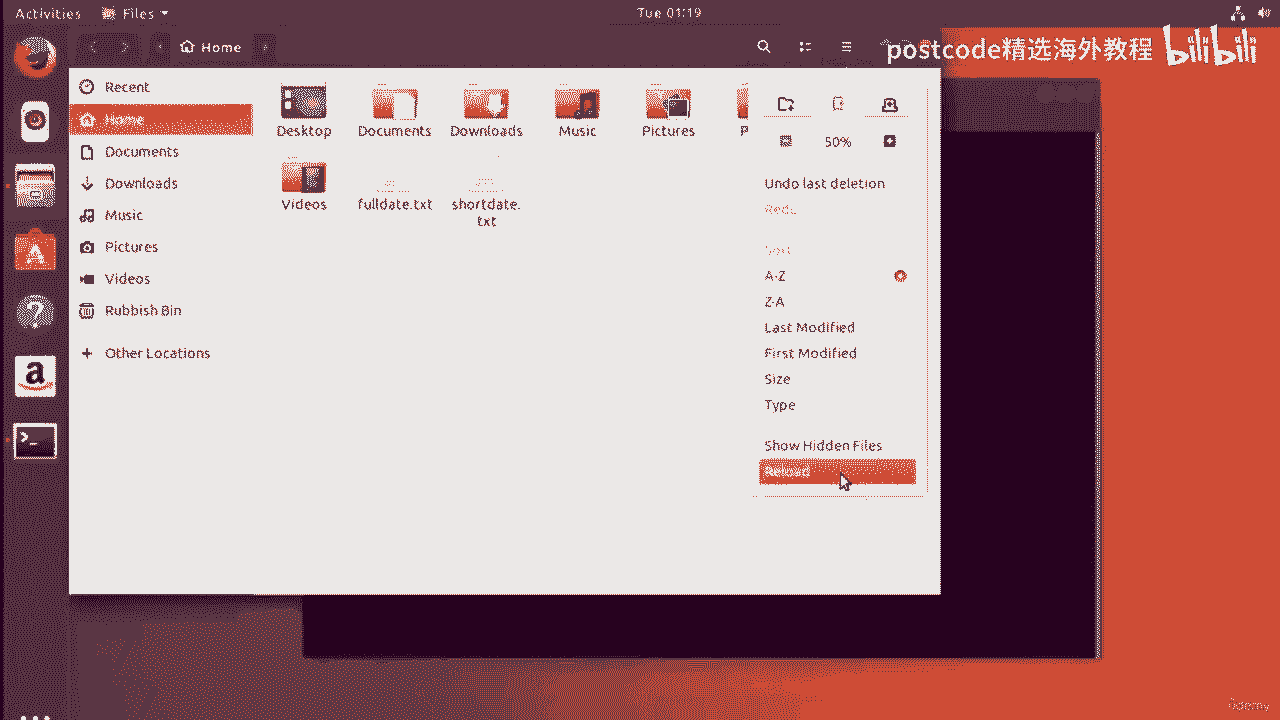 Activities Files Tue 01:19
Home
postcode精选海外教程 bilibili
Recent
Home
Documents
Downloads
Music
Pictures
Videos
Rubbish Bin
Other Locations
Desktop Documents Downloads Music Pictures P
Videos fulldate.txt shortdate.
txt
50%
Undo last deletion
Redo
Sort
A-Z
Z-A
Last Modified
First Modified
Size
Type
Show Hidden Files
Reload
ûdemy